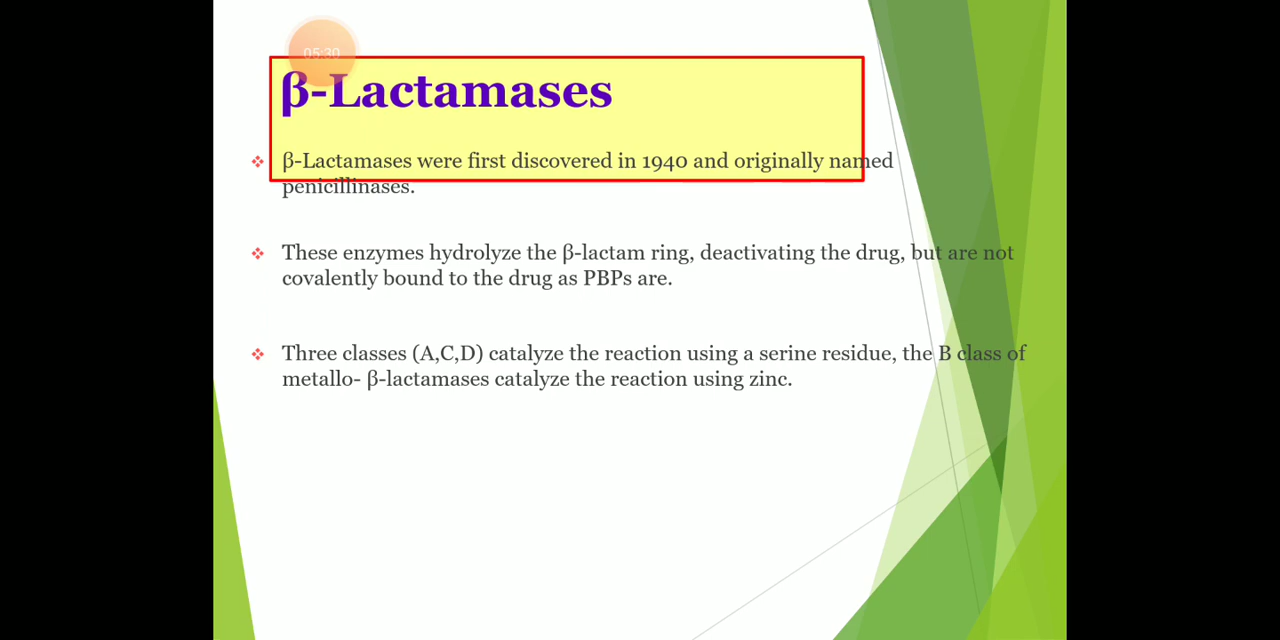 05:30
β-Lactamases
β-Lactamases were first discovered in 1940 and originally named
penicillinases.
These enzymes hydrolyze the β-lactam ring, deactivating the drug, but are not
covalently bound to the drug as PBPs are.
Three classes (A,C,D) catalyze the reaction using a serine residue, the B class of
metallo- β-lactamases catalyze the reaction using zinc.